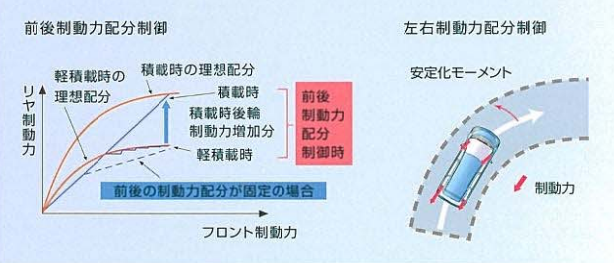 前後制動力配分制御
左右制動力配分制御
積載時の理想配分
軽積載時の
理想配分
積載時
積載時後輪
制動力増加分
軽積載時
前後
制動力
配分
制御時
リヤ制動力
前後の制動力配分が固定の場合
フロント制動力
安定化モーメント
制動力